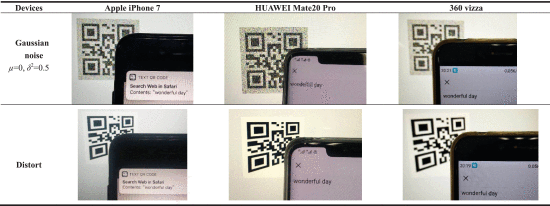 Devices Apple iPhone 7 HUAWEI Mate20 Pro 360 vizza
Gaussian
noise
μ=0, δ²=0.5
TEXT QR CODE
Search Web in Safari
Contents: "wonderful day"
wonderful day
wonderful day
Distort
TEXT QR CODE
Search Web in Safari
Contents: "wonderful day"
wonderful day
wonderful day